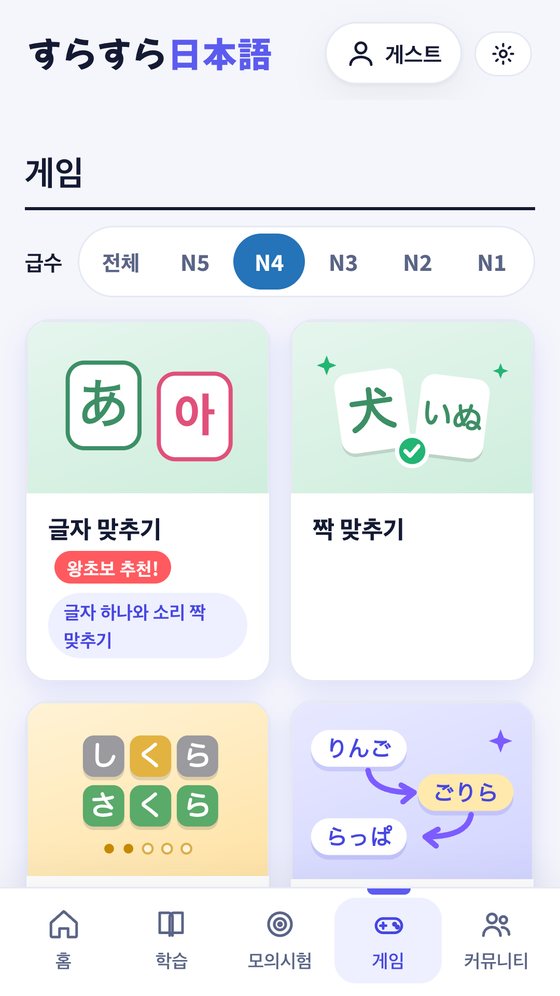 すらすら日本語
게스트
게임
급수 전체 N5 N4 N3 N2 N1
あ 아
犬 いぬ
글자 맞추기
왕초보 추천!
글자 하나와 소리 짝
맞추기
짝 맞추기
し く ら
さ く ら
りんご
ごりら
らっぱ
홈 학습 모의시험 게임 커뮤니티